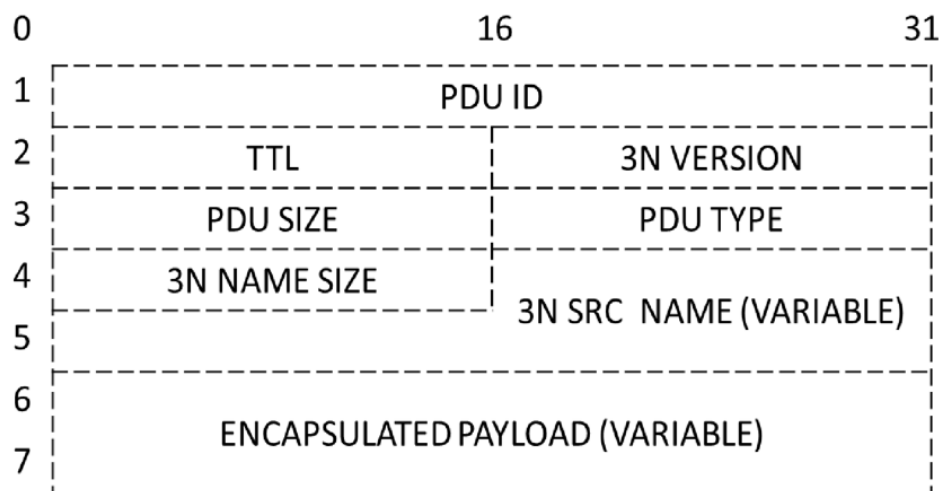 0 16 31
1 PDU ID
2 TTL 3N VERSION
3 PDU SIZE PDU TYPE
4 3N NAME SIZE
3N SRC NAME (VARIABLE)
5
6
ENCAPSULATED PAYLOAD (VARIABLE)
7